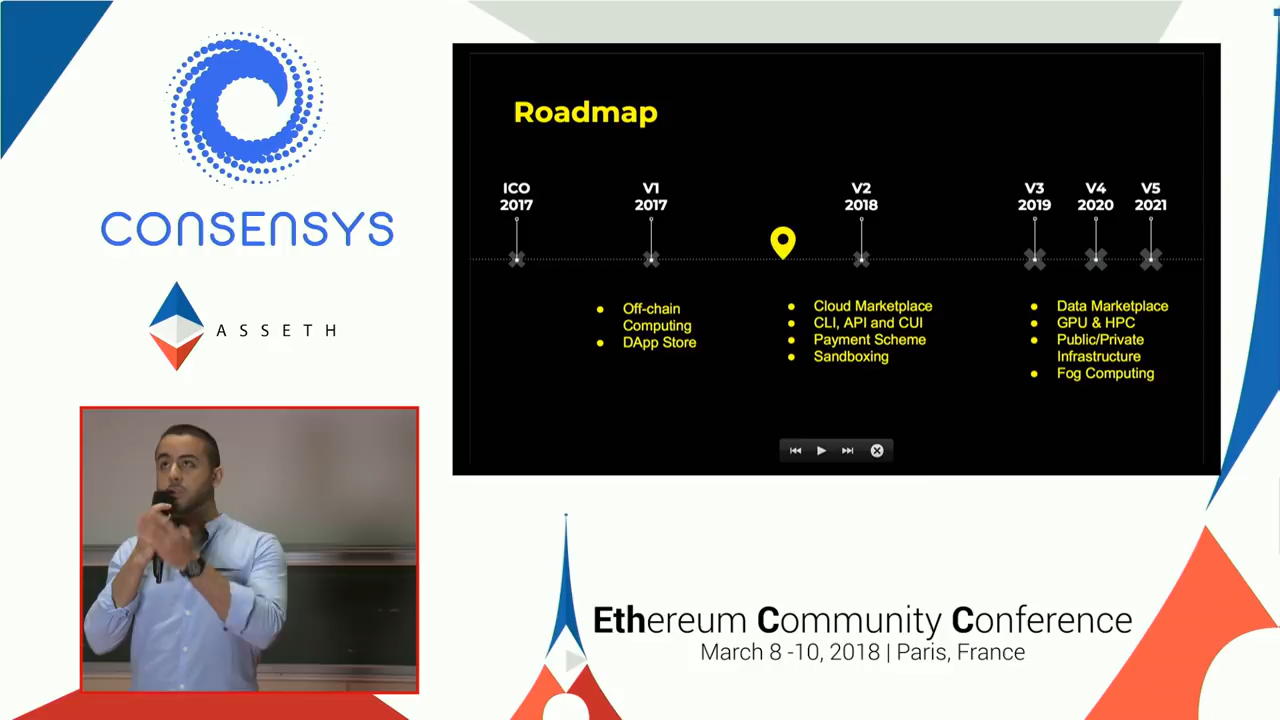 CONSENSYS
ASSETH
Roadmap
ICO
2017
V1
2017
V2
2018
V3
2019
V4
2020
V5
2021
Off-chain
Computing
DApp Store
Cloud Marketplace
CLI, API and CUI
Payment Scheme
Sandboxing
Data Marketplace
GPU & HPC
Public/Private
Infrastructure
Fog Computing
Ethereum Community Conference
March 8 -10, 2018 | Paris, France